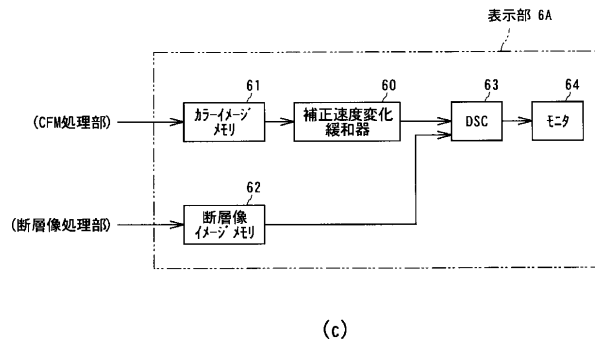 表示部 6A
61
60
63
64
(CFM処理部)
ｶﾗｰｲﾒｰｼﾞ
ﾒﾓﾘ
補正速度変化
緩和器
DSC
ﾓﾆﾀ
62
(断層像処理部)
断層像
ｲﾒｰｼﾞﾒﾓﾘ
(c)